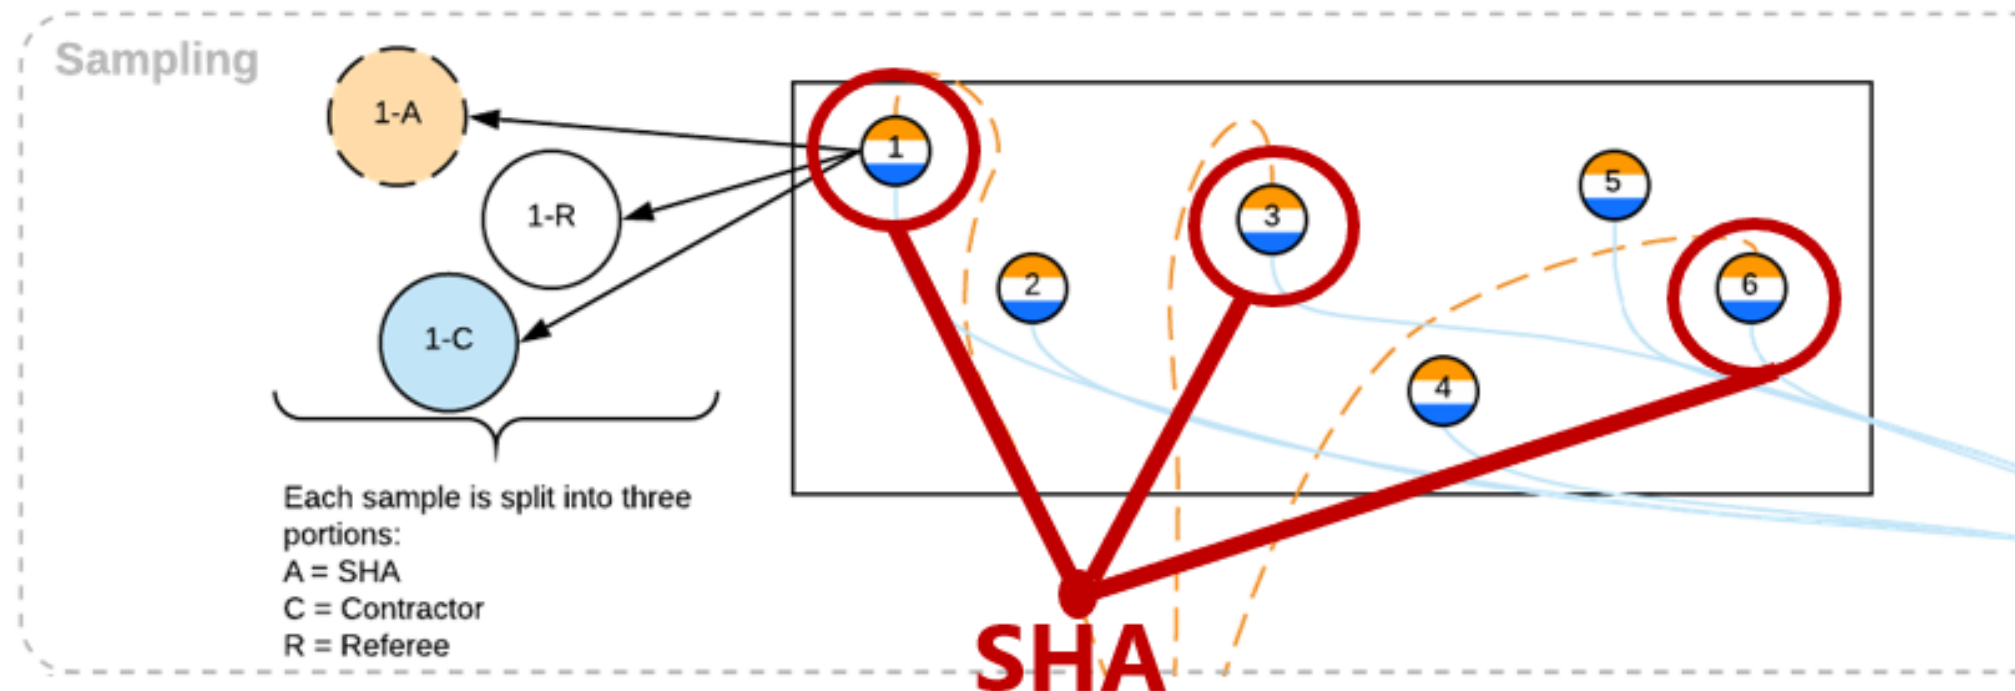 Sampling
1-A
1-R
1-C
1
2
3
4
5
6
Each sample is split into three
portions:
A = SHA
C = Contractor
R = Referee
SHA